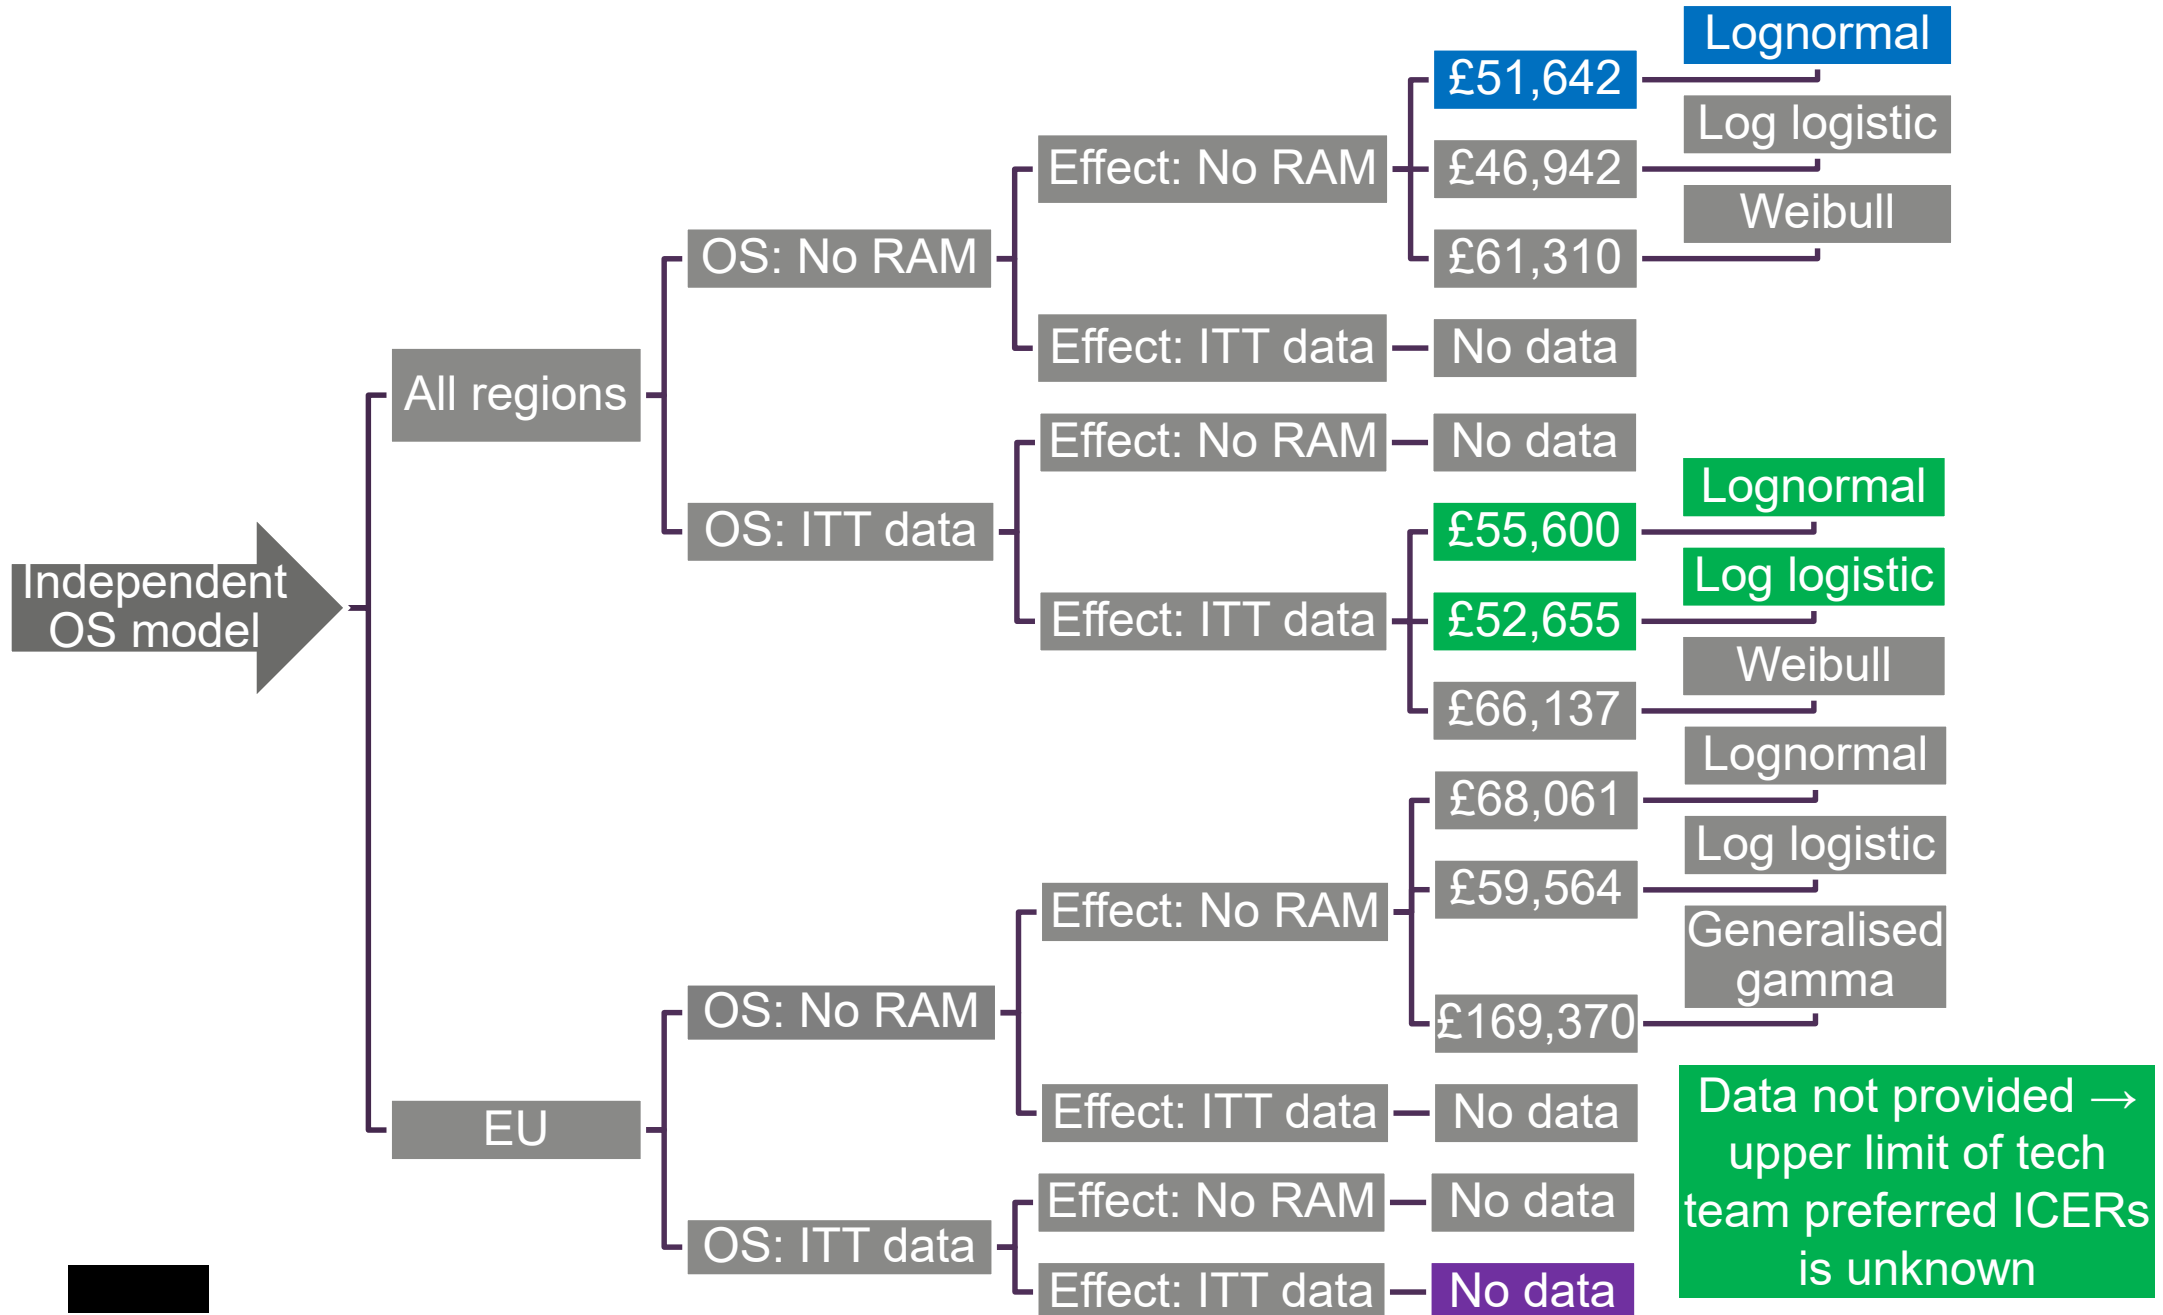 Independent
OS model
All regions
OS: No RAM
Effect: No RAM
£51,642
Lognormal
£46,942
Log logistic
£61,310
Weibull
Effect: ITT data
No data
OS: ITT data
Effect: No RAM
No data
Effect: ITT data
£55,600
Lognormal
£52,655
Log logistic
£66,137
Weibull
EU
OS: No RAM
Effect: No RAM
£68,061
Lognormal
£59,564
Log logistic
£169,370
Generalised
gamma
Effect: ITT data
No data
OS: ITT data
Effect: No RAM
No data
Effect: ITT data
No data
Data not provided →
upper limit of tech
team preferred ICERs
is unknown